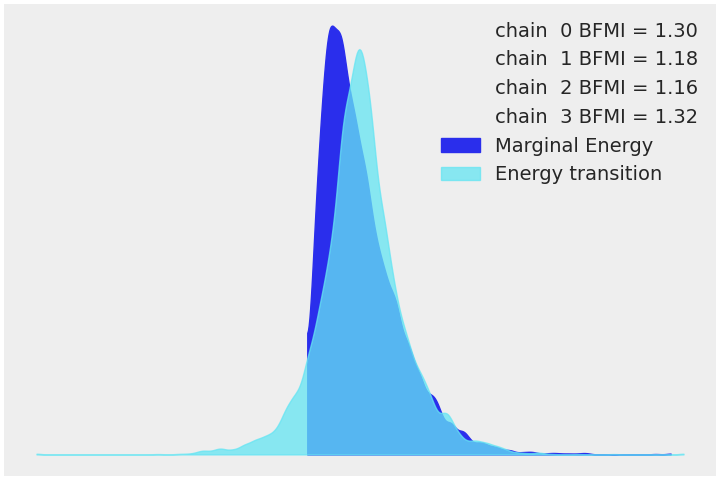 chain  0 BFMI = 1.30
chain  1 BFMI = 1.18
chain  2 BFMI = 1.16
chain  3 BFMI = 1.32
Marginal Energy
Energy transition